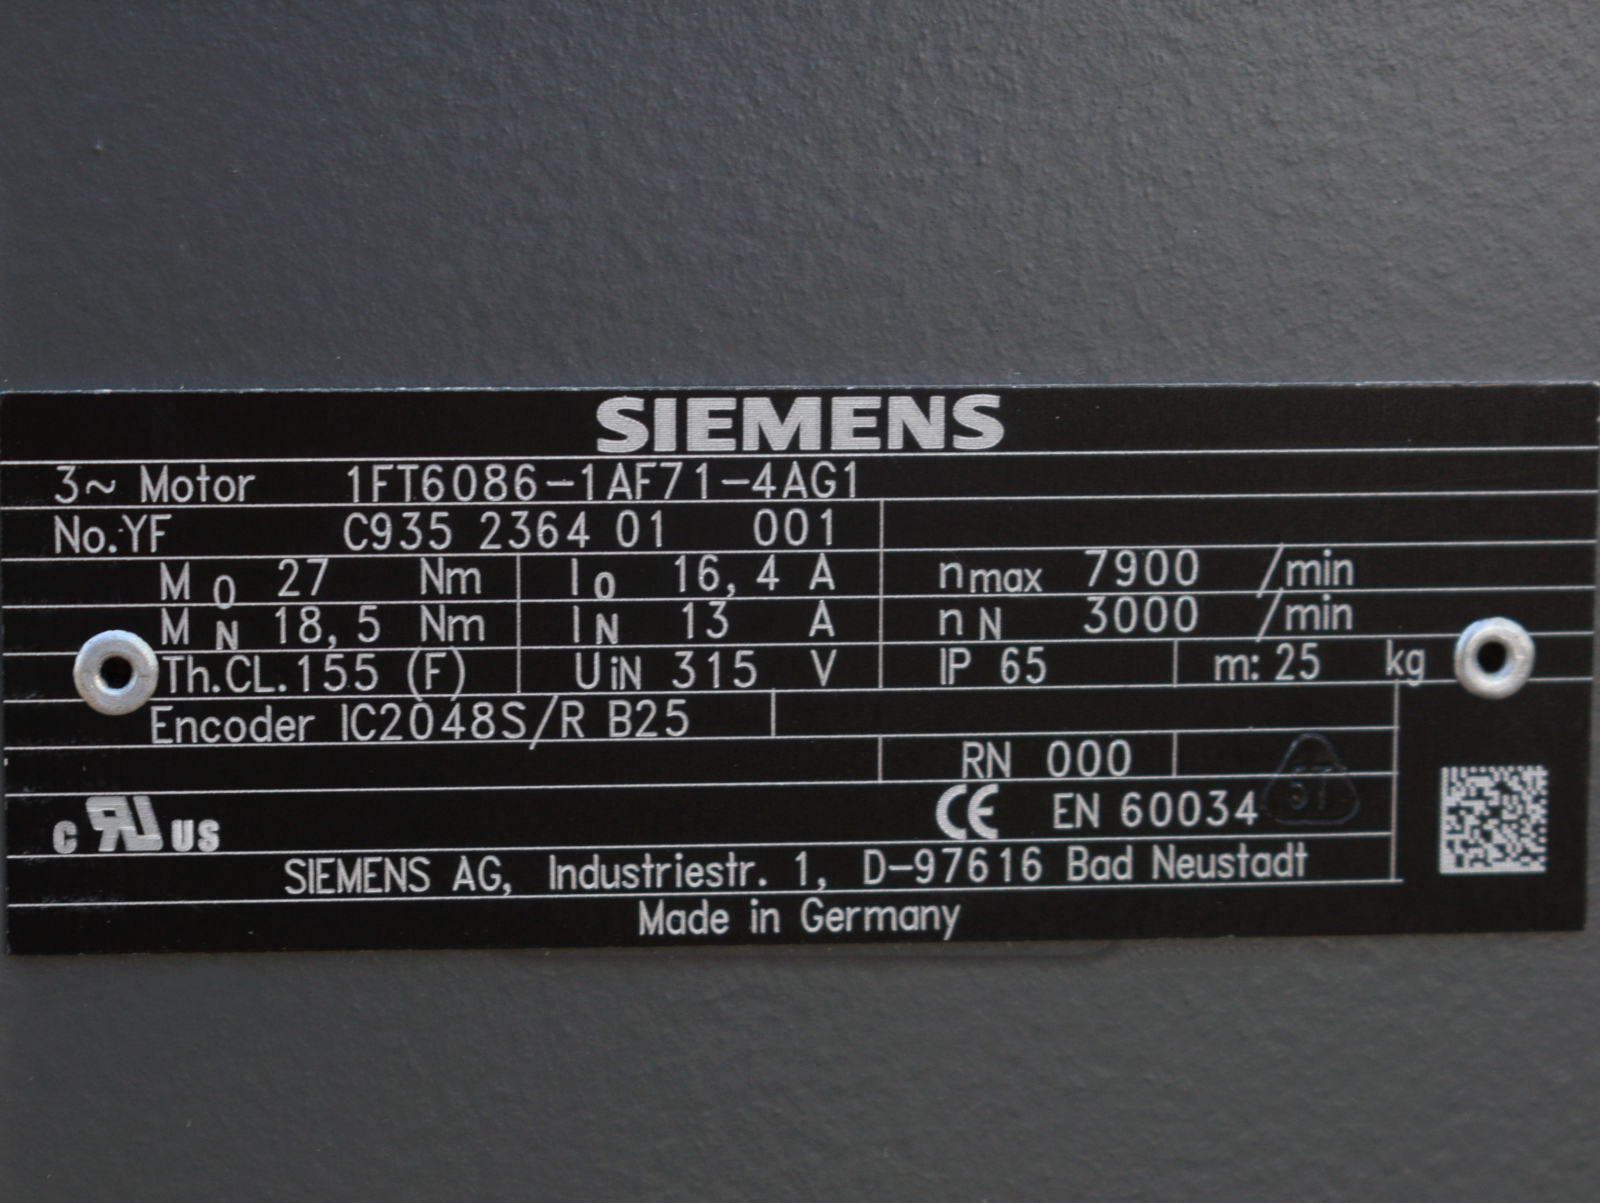 SIEMENS
3~ Motor 1FT6086-1AF71-4AG1
No. YF C935 2364 01 001
M0 27 Nm I0 16,4 A nmax 7900 /min
MN 18,5 Nm IN 13 A nN 3000 /min
Th.CL.155 (F) UiN 315 V IP 65 m: 25 kg
Encoder IC2048S/R B25
RN 000
CE EN 60034 57
c RU US
SIEMENS AG, Industriestr. 1, D-97616 Bad Neustadt
Made in Germany